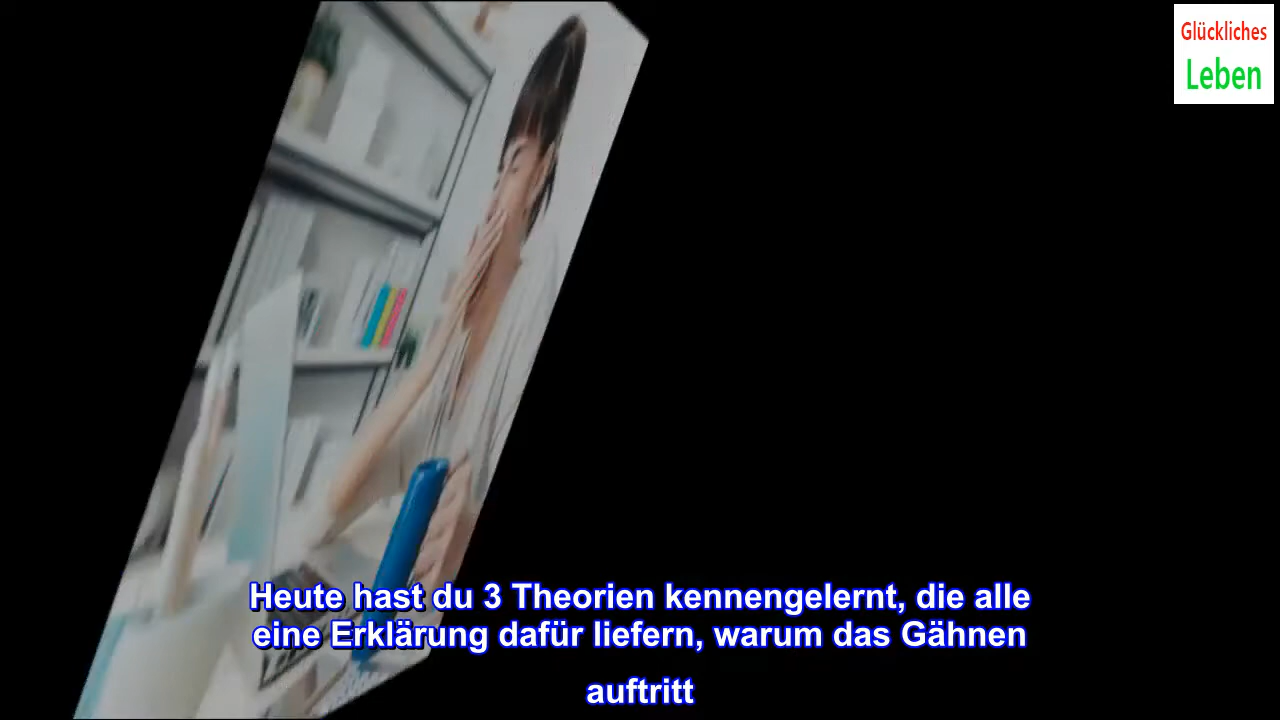 Glückliches
Leben
Heute hast du 3 Theorien kennengelernt, die alle
eine Erklärung dafür liefern, warum das Gähnen
auftritt